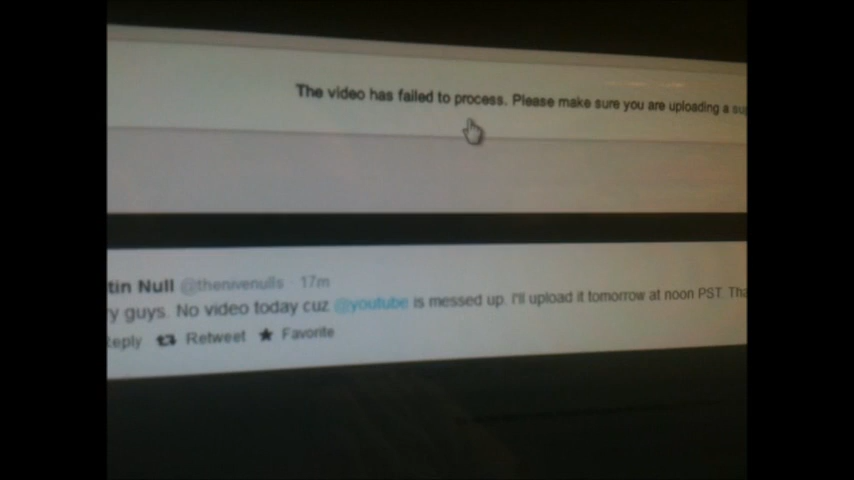 The video has failed to process. Please make sure you are uploading a su
tin Null @thenivenulls · 17m
y guys. No video today cuz @youtube is messed up. I'll upload it tomorrow at noon PST. Tha
eply Retweet Favorite